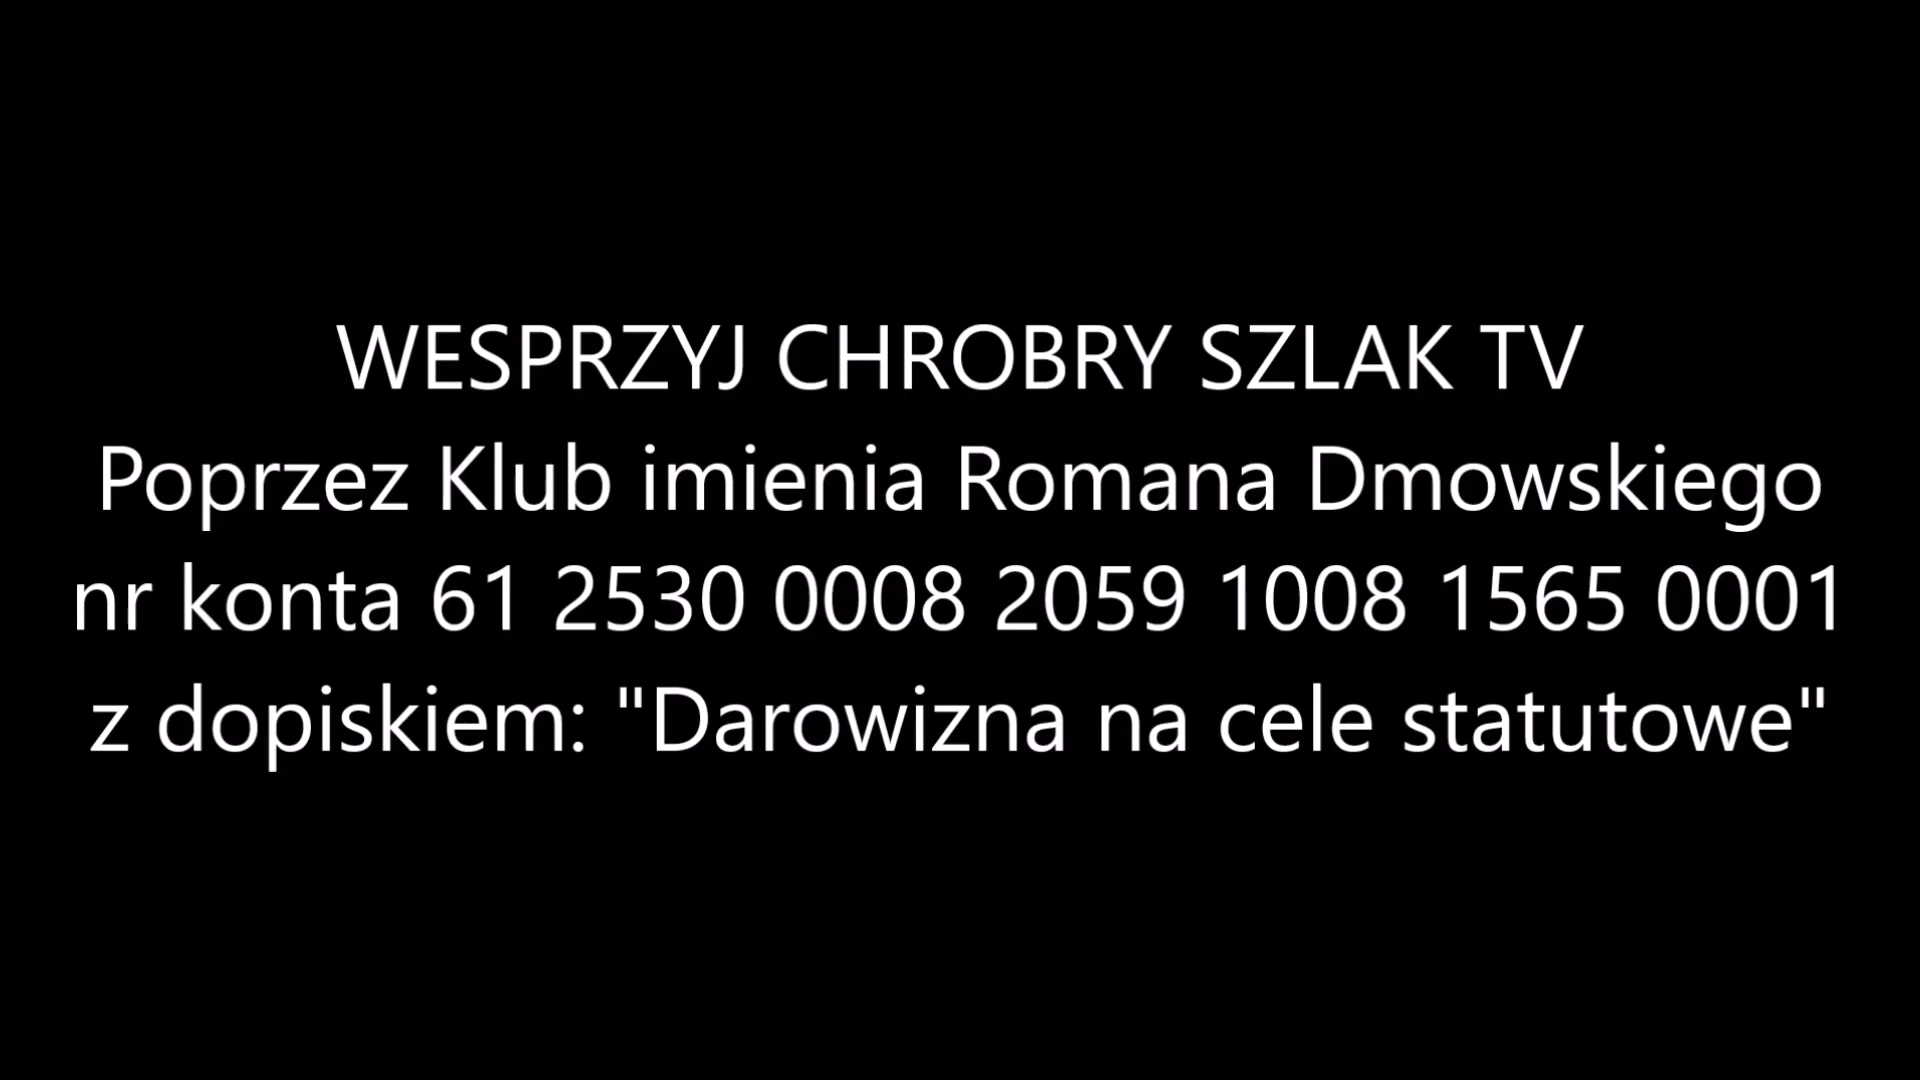 WESPRZYJ CHROBRY SZLAK TV
Poprzez Klub imienia Romana Dmowskiego
nr konta 61 2530 0008 2059 1008 1565 0001
z dopiskiem: "Darowizna na cele statutowe"